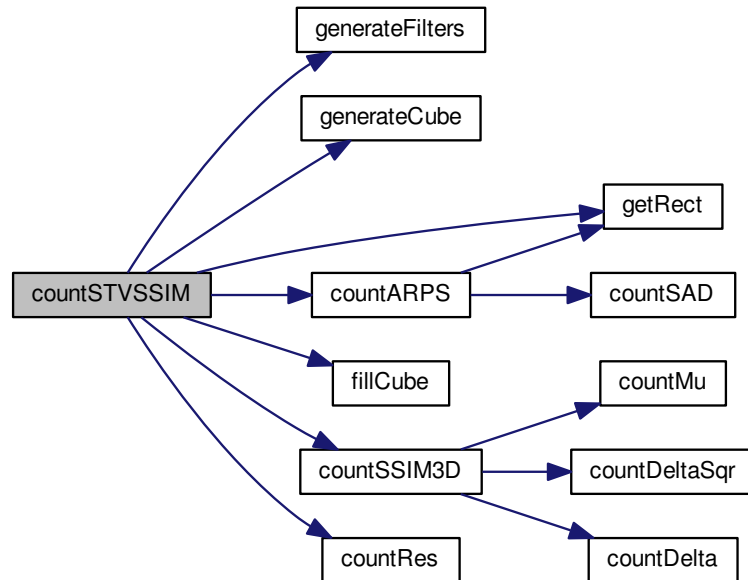 generateFilters
generateCube
getRect
countSTVSSIM
countARPS
countSAD
fillCube
countMu
countSSIM3D
countDeltaSqr
countRes
countDelta